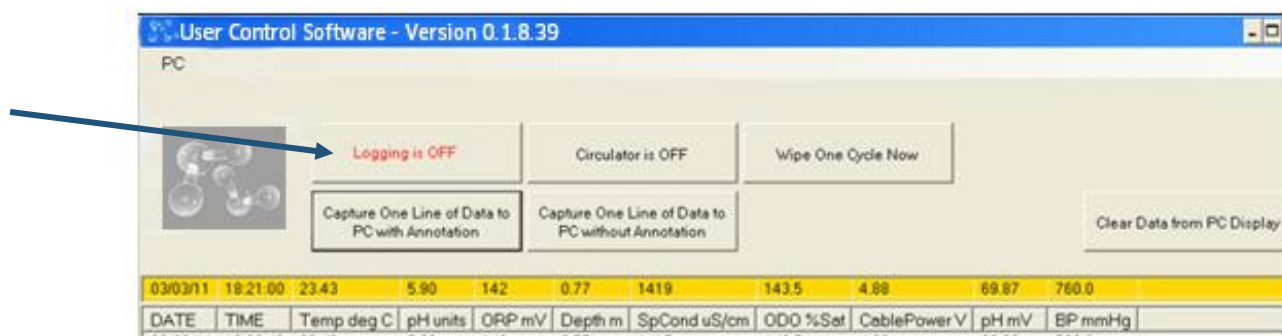 User Control Software - Version 0.1.8.39
PC
Logging is OFF
Circulator is OFF
Wipe One Cycle Now
Capture One Line of Data to
PC with Annotation
Capture One Line of Data to
PC without Annotation
Clear Data from PC Display
03/03/11 18:21:00 23.43 5.90 142 0.77 1419 143.5 4.88 69.87 760.0
DATE TIME Temp deg C pH units ORP mV Depth m SpCond uS/cm ODO %Sat CablePower V pH mV BP mmHg